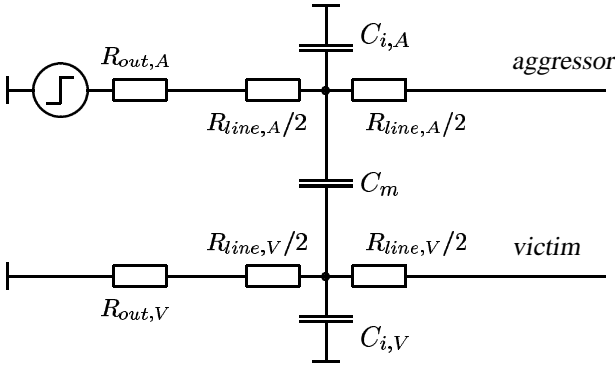 C_{i,A}
R_{out,A}
aggressor
R_{line,A}/2
R_{line,A}/2
C_m
R_{line,V}/2
R_{line,V}/2
victim
R_{out,V}
C_{i,V}